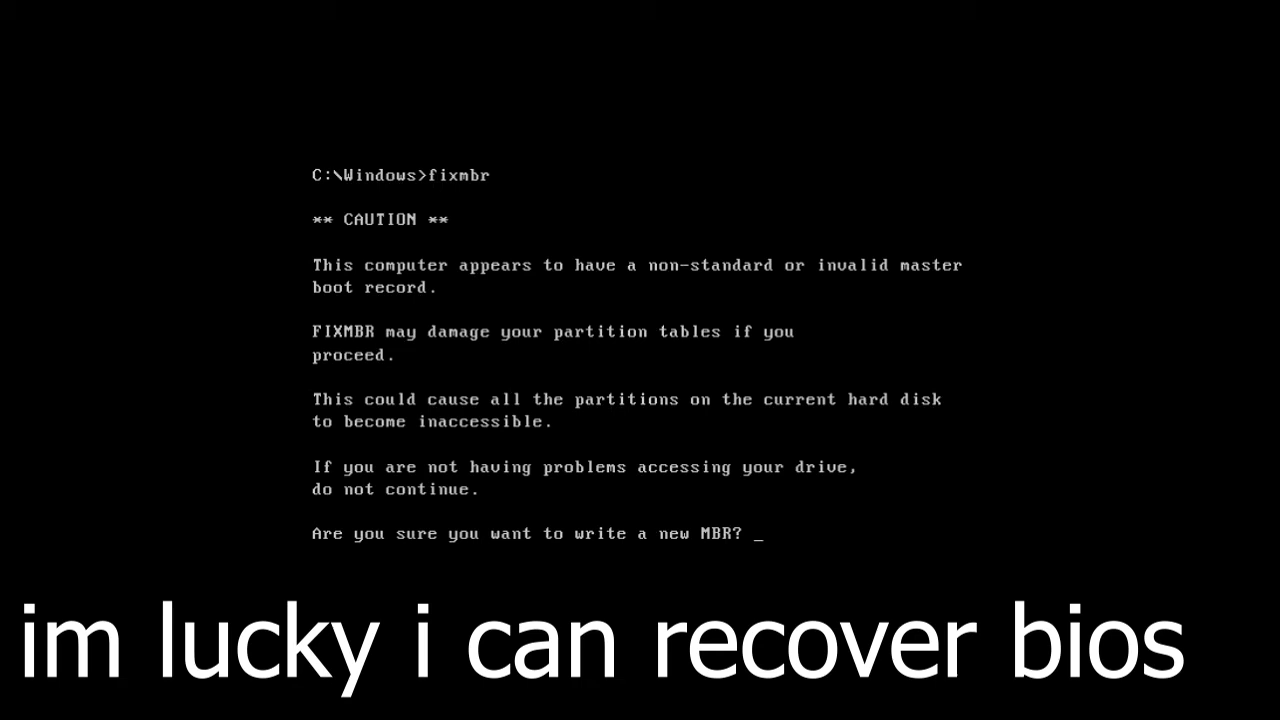 C:\Windows>fixmbr
** CAUTION **
This computer appears to have a non-standard or invalid master
boot record.
FIXMBR may damage your partition tables if you
proceed.
This could cause all the partitions on the current hard disk
to become inaccessible.
If you are not having problems accessing your drive,
do not continue.
Are you sure you want to write a new MBR? _
im lucky i can recover bios